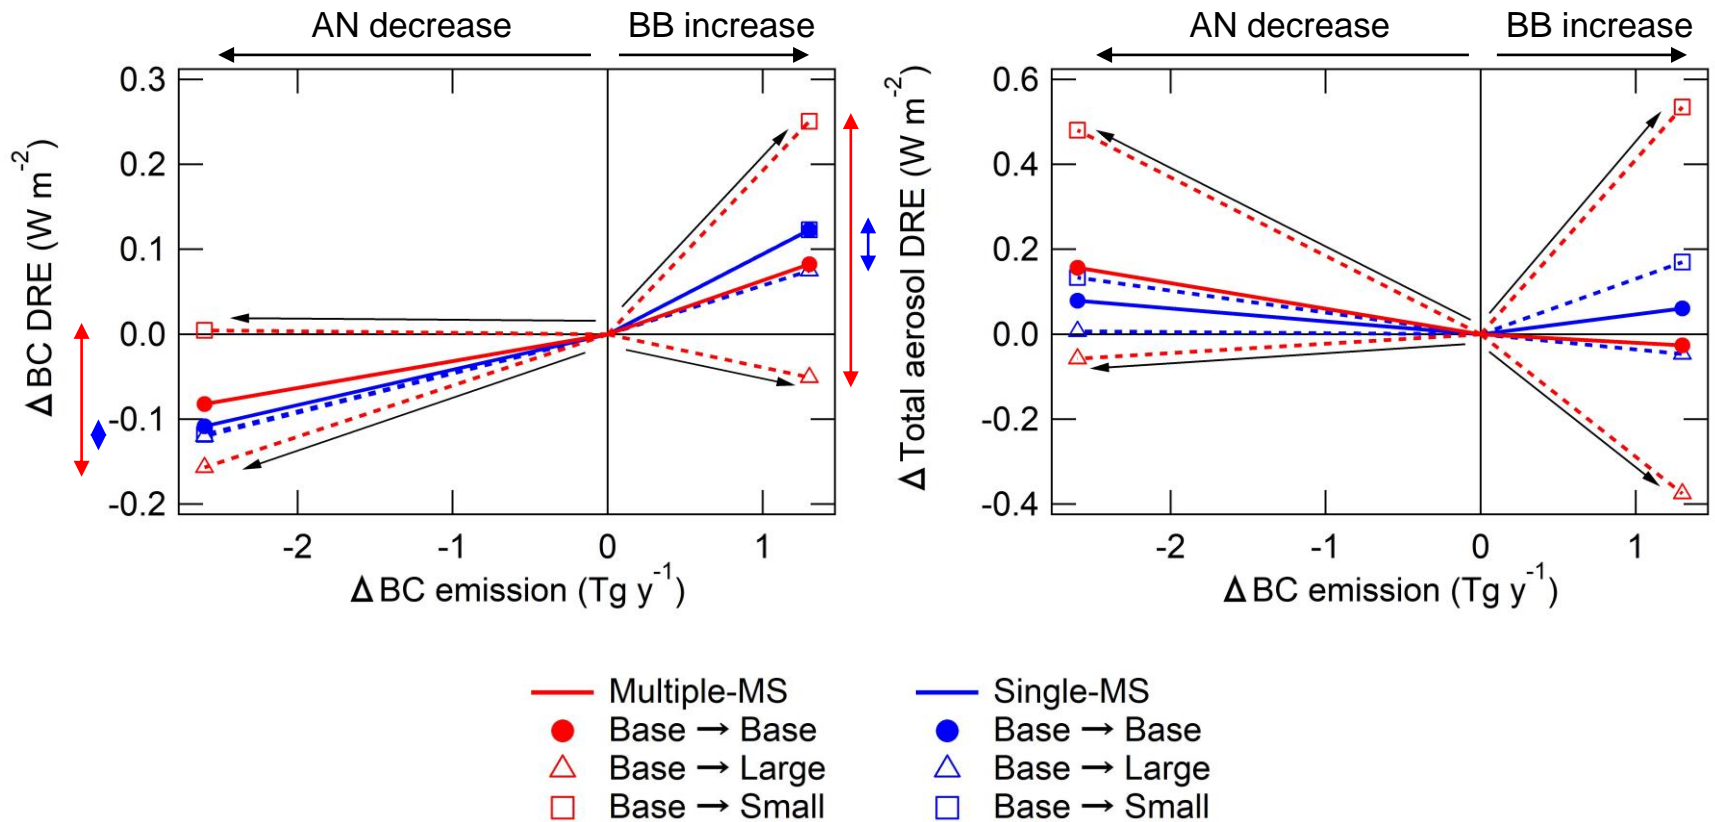 AN decrease
BB increase
0.3
0.2
0.1
0.0
-0.1
-0.2
Δ BC DRE (W m-2)
-2
-1
0
1
Δ BC emission (Tg y-1)
AN decrease
BB increase
0.6
0.4
0.2
0.0
-0.2
-0.4
Δ Total aerosol DRE (W m-2)
-2
-1
0
1
Δ BC emission (Tg y-1)
Multiple-MS
Base → Base
Base → Large
Base → Small
Single-MS
Base → Base
Base → Large
Base → Small